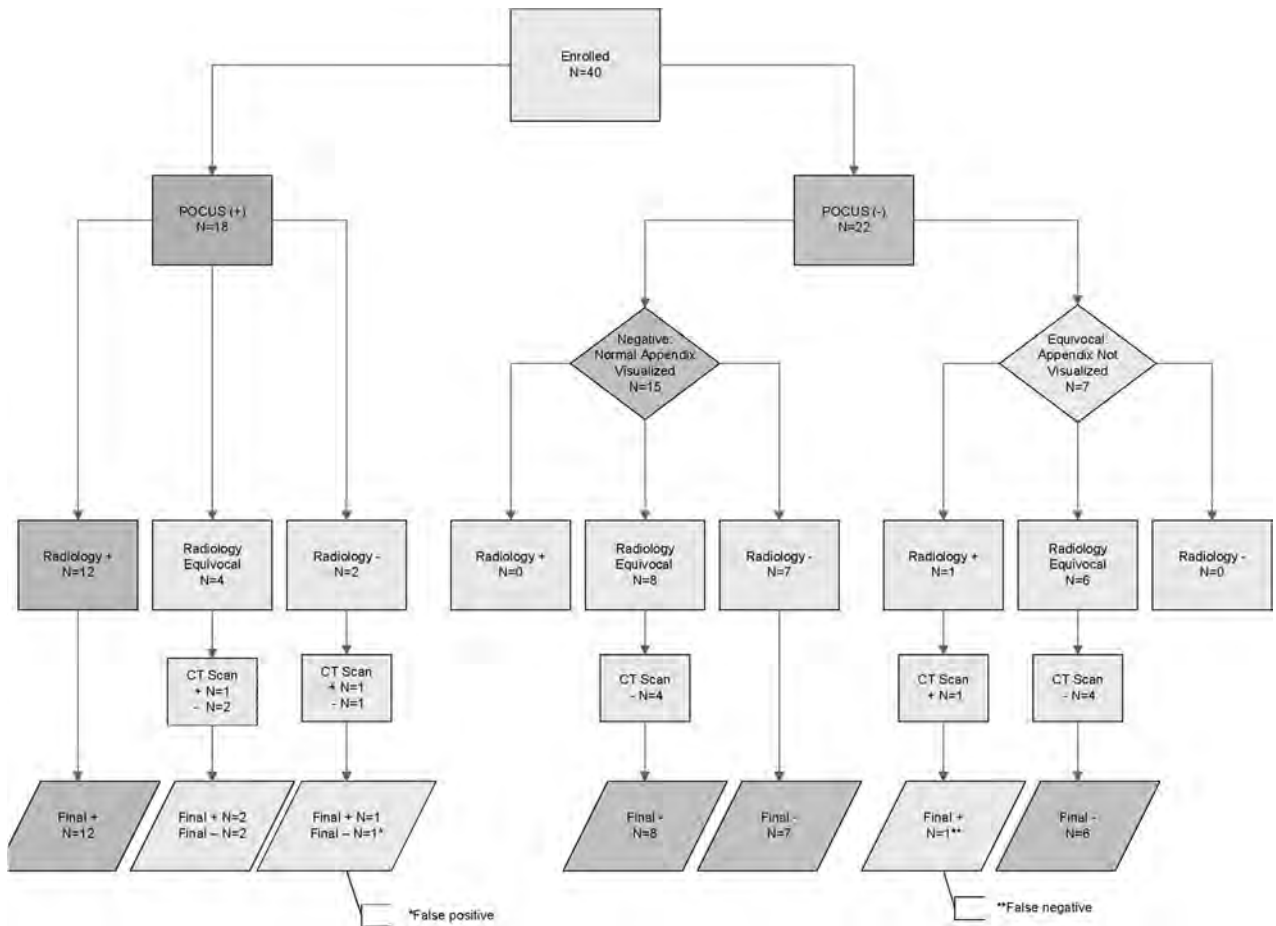 Enrolled
N=40
POCUS (+)
N=18
POCUS (-)
N=22
Negative:
Normal Appendix
Visualized
N=15
Equivocal
Appendix Not
Visualized
N=7
Radiology +
N=12
Radiology
Equivocal
N=4
Radiology -
N=2
Radiology +
N=0
Radiology
Equivocal
N=8
Radiology -
N=7
Radiology +
N=1
Radiology
Equivocal
N=6
Radiology -
N=0
CT Scan
+ N=1
- N=2
CT Scan
+ N=1
- N=1
CT Scan
- N=4
CT Scan
+ N=1
CT Scan
- N=4
Final +
N=12
Final + N=2
Final – N=2
Final + N=1
Final – N=1*
Final -
N=8
Final -
N=7
Final +
N=1**
Final -
N=6
*False positive
**False negative